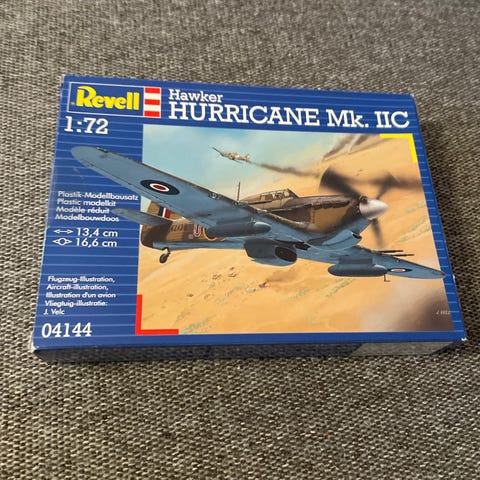 Revell
Hawker
HURRICANE Mk. IIC
1:72
Plastik-Modellbausatz
Plastic modelkit
Modèle réduit
Modelbouwdoos
13,4 cm
16,6 cm
Flugzeug-Illustration,
Aircraft-illustration,
Illustration d'un avion
Vliegtuig-illustratie:
J. Velc
04144